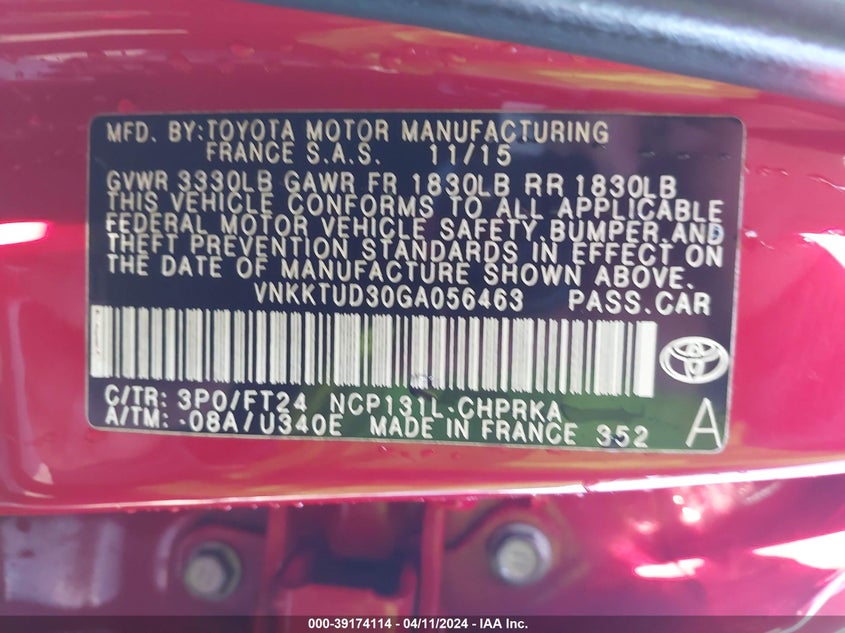 MFD. BY:TOYOTA MOTOR MANUFACTURING
FRANCE S.A.S. 11/15
GVWR 3330LB GAWR FR 1830LB RR 1830LB
THIS VEHICLE CONFORMS TO ALL APPLICABLE
FEDERAL MOTOR VEHICLE SAFETY,BUMPER,AND
THEFT PREVENTION STANDARDS IN EFFECT ON
THE DATE OF MANUFACTURE SHOWN ABOVE.
VNKKTUD30GA056463 PASS.CAR
C/TR: 3P0/FT24 NCP131L-CHPRKA
A/TM: -08A/U340E MADE IN FRANCE 352
A
000-39174114 - 04/11/2024 - IAA Inc.